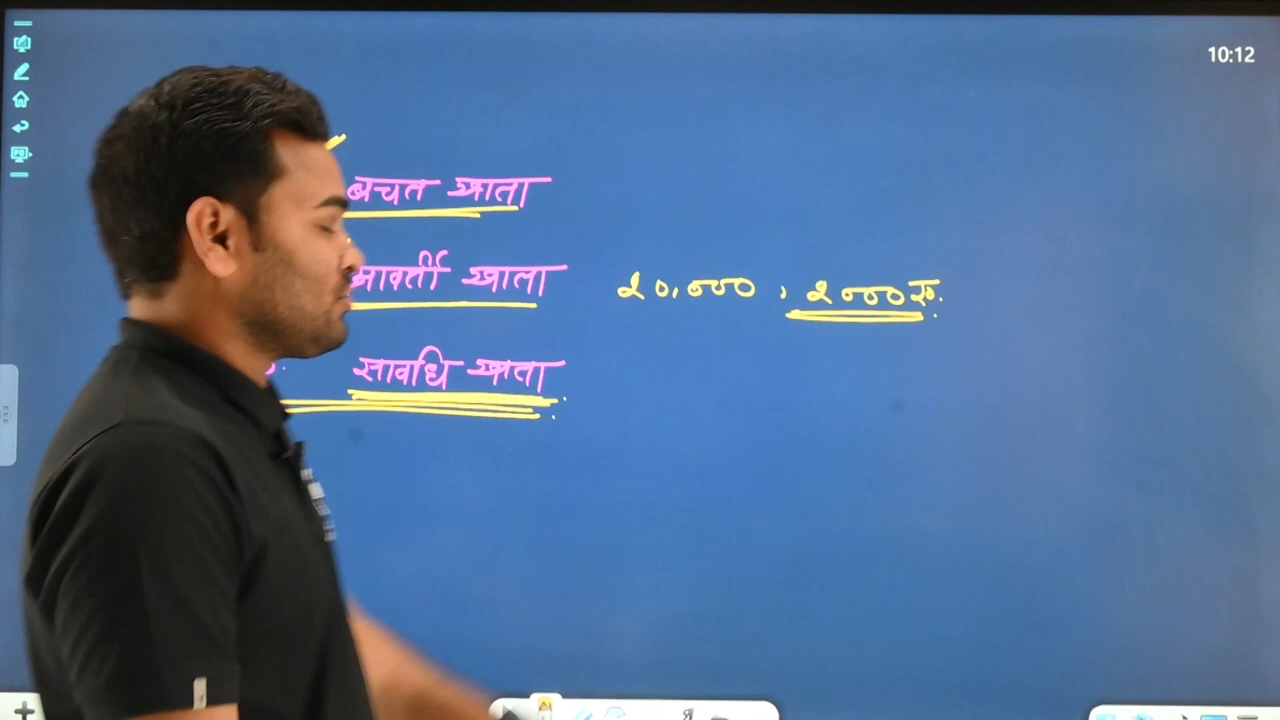 10:12
बचत खाता
आवर्ती खाता २०,०००, २०००रु.
सावधि खाता